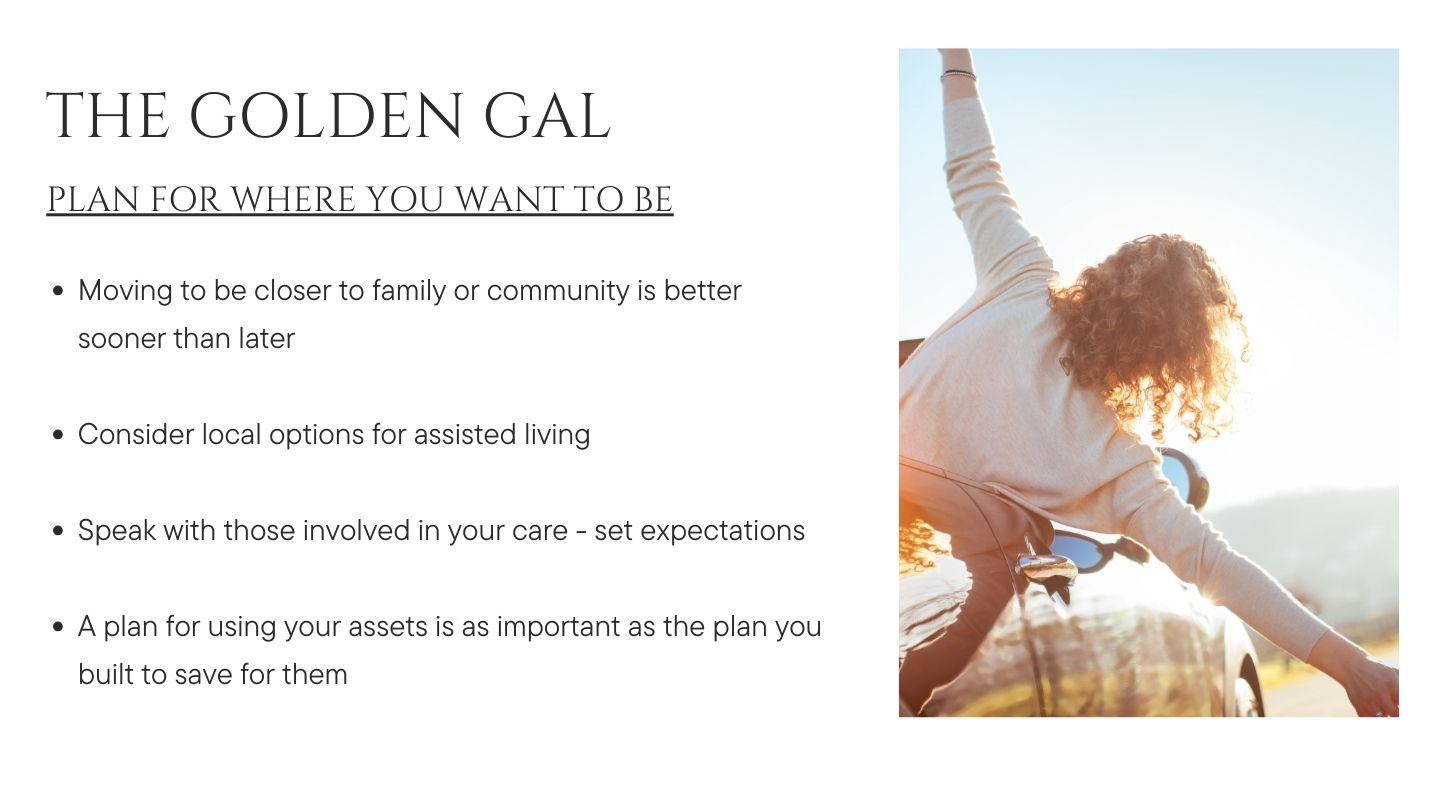 THE GOLDEN GAL
PLAN FOR WHERE YOU WANT TO BE
• Moving to be closer to family or community is better
sooner than later
• Consider local options for assisted living
• Speak with those involved in your care - set expectations
• A plan for using your assets is as important as the plan you
built to save for them